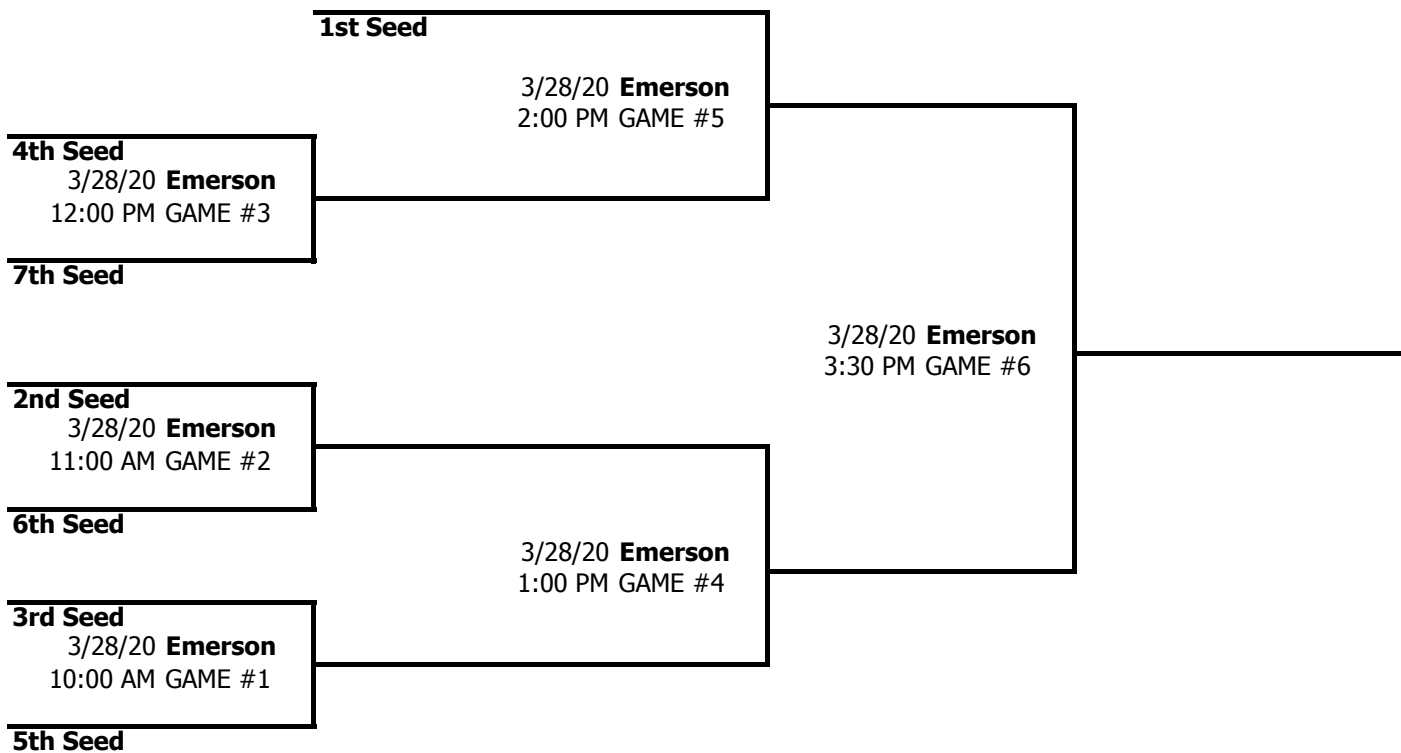 1st Seed
3/28/20 Emerson
2:00 PM GAME #5
4th Seed
3/28/20 Emerson
12:00 PM GAME #3
7th Seed
3/28/20 Emerson
3:30 PM GAME #6
2nd Seed
3/28/20 Emerson
11:00 AM GAME #2
6th Seed
3/28/20 Emerson
1:00 PM GAME #4
3rd Seed
3/28/20 Emerson
10:00 AM GAME #1
5th Seed